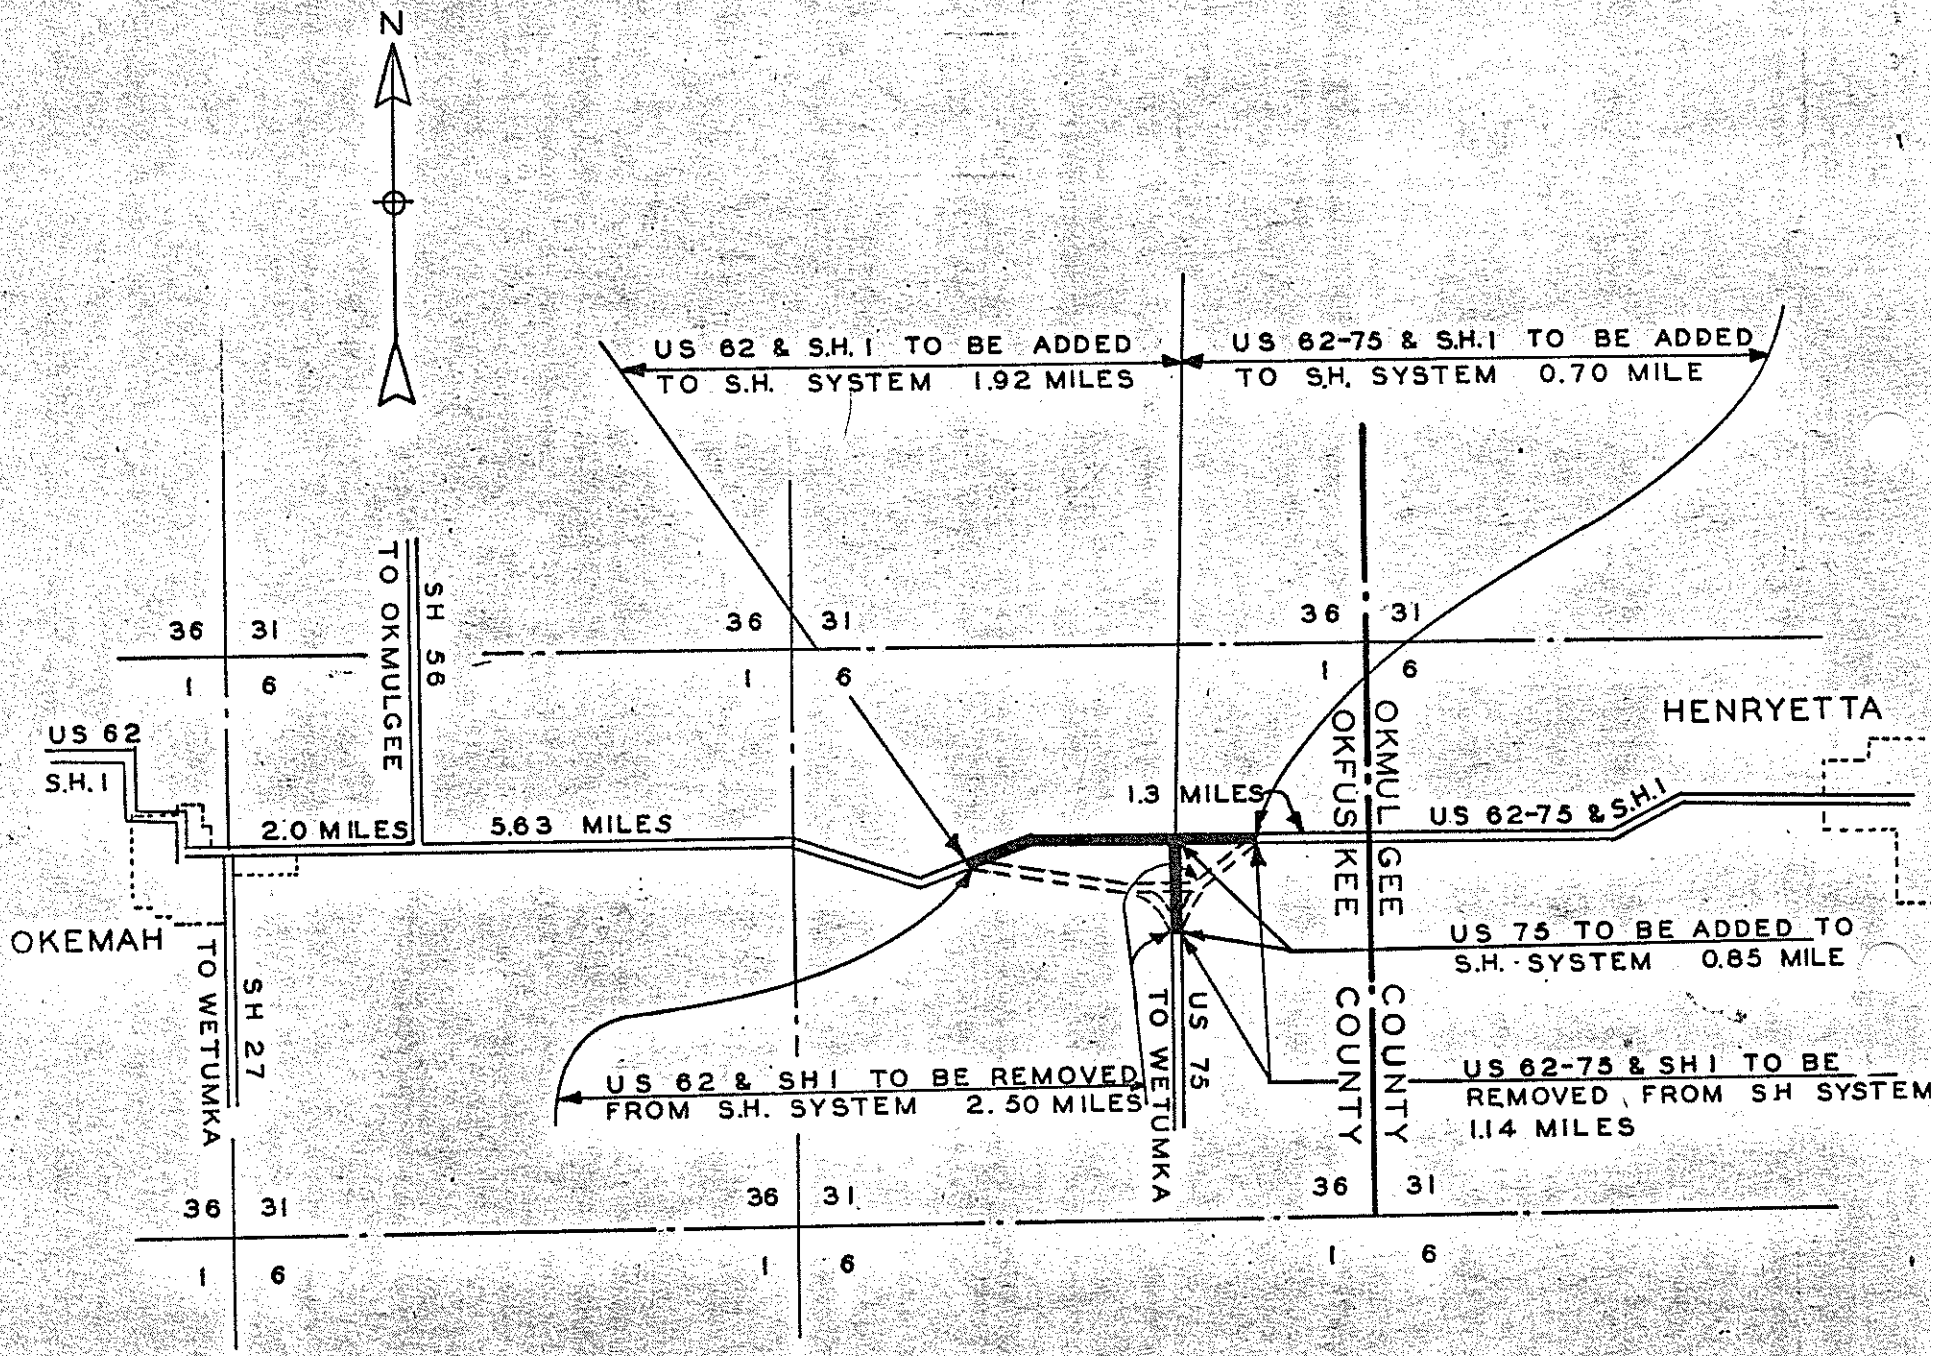 N
US 62 & S.H. 1 TO BE ADDED
TO S.H. SYSTEM 1.92 MILES
US 62-75 & S.H.1 TO BE ADDED
TO S.H. SYSTEM 0.70 MILE
TO OKMULGEE
SH 56
36 31
36 31
36 31
1 6
1 6
1 6
US 62
S.H. 1
HENRYETTA
OKFUSKEE COUNTY
OKMULGEE COUNTY
2.0 MILES
5.63 MILES
1.3 MILES
US 62-75 & S.H.1
OKEMAH
TO WETUMKA
SH 27
US 75
TO WETUMKA
US 75 TO BE ADDED TO
S.H. SYSTEM 0.85 MILE
US 62 & SH 1 TO BE REMOVED
FROM S.H. SYSTEM 2.50 MILES
US 62-75 & SH 1 TO BE
REMOVED FROM SH SYSTEM
1.14 MILES
36 31
36 31
36 31
1 6
1 6
1 6